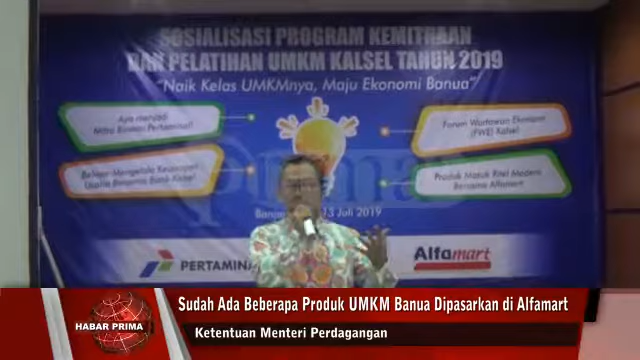 SOSIALISASI PROGRAM KEMITRAAN
DAN PELATIHAN UMKM KALSEL TAHUN 2019
"Naik Kelas UMKMnya, Maju Ekonomi Banua"
Ayo menjadi
Mitra Binaan Pertamina!
Forum Wartawan Ekonomi
(FWE) Kalsel
Belajar Mengelola Keuangan
Usaha Bersama Bank Kalsel
Produk Masuk Ritel Modern
Bersama Alfamart
13 Juli 2019
PERTAMINA
Alfamart
HABAR PRIMA
Sudah Ada Beberapa Produk UMKM Banua Dipasarkan di Alfamart
Ketentuan Menteri Perdagangan